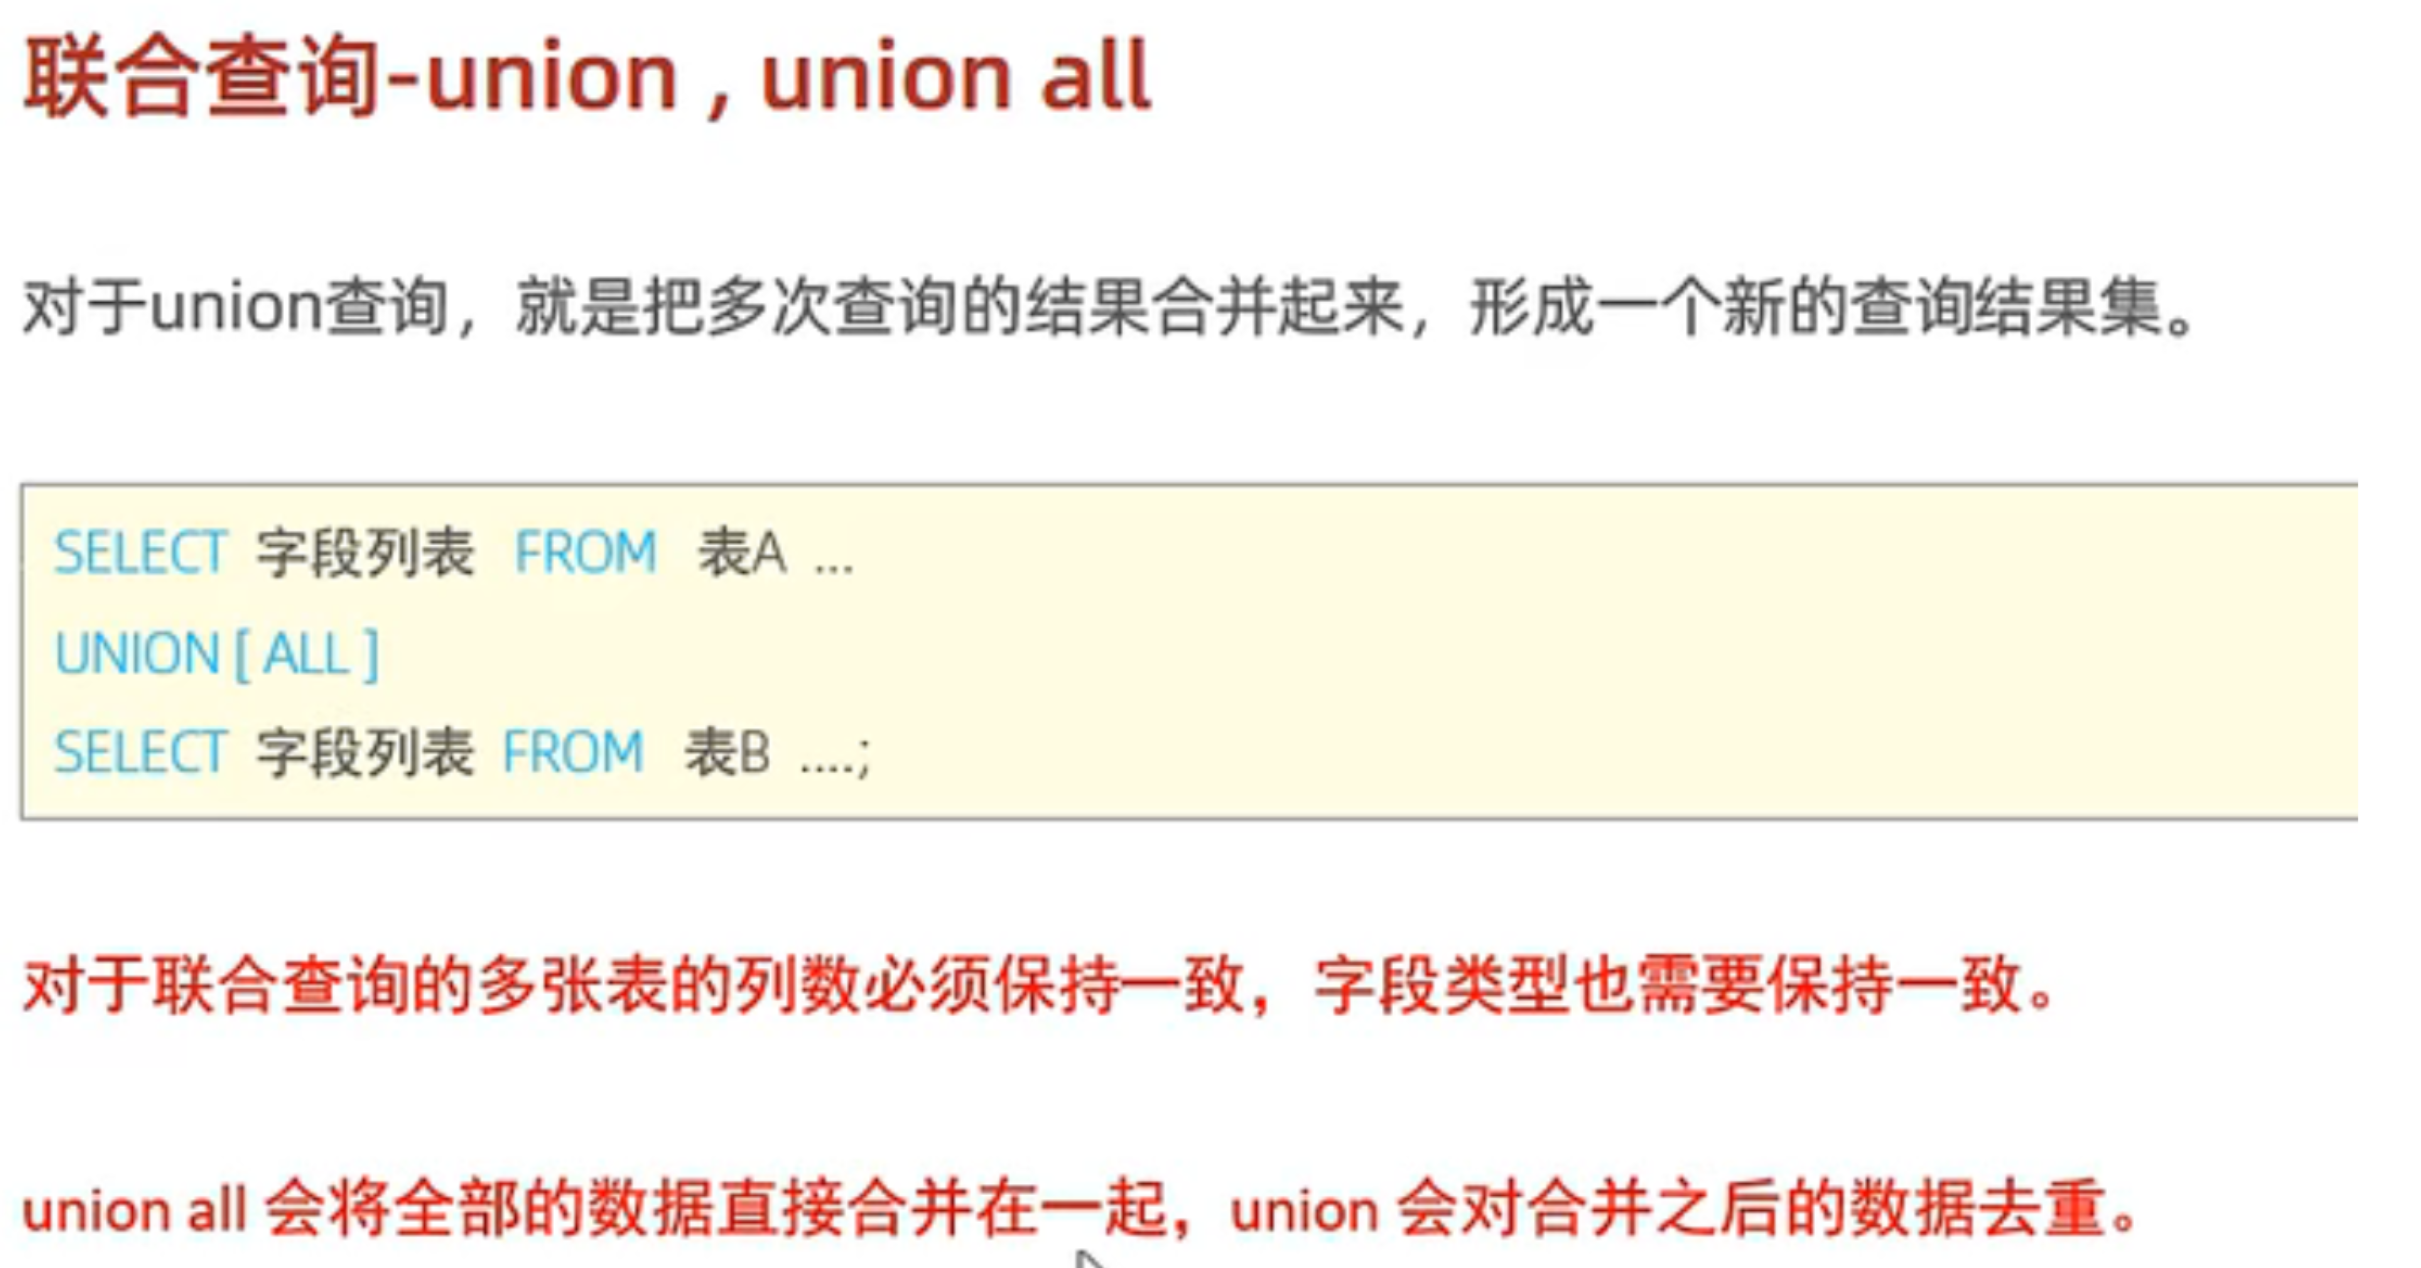 联合查询-union , union all
对于union查询，就是把多次查询的结果合并起来，形成一个新的查询结果集。
SELECT 字段列表 FROM 表A ...
UNION [ ALL ]
SELECT 字段列表 FROM 表B ....;
对于联合查询的多张表的列数必须保持一致，字段类型也需要保持一致。
union all 会将全部的数据直接合并在一起，union 会对合并之后的数据去重。